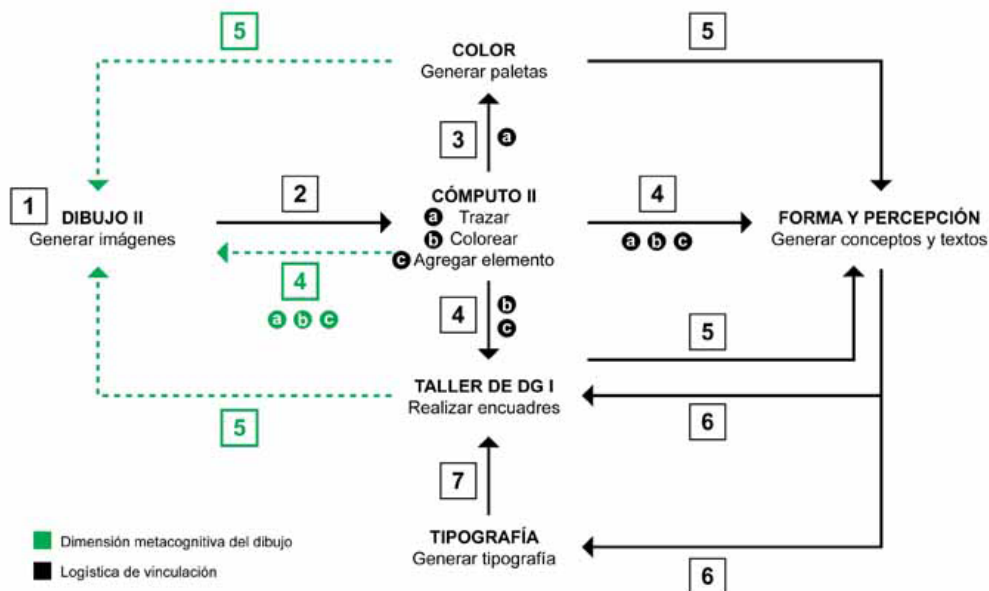 5
COLOR
Generar paletas
5
3
a
1
DIBUJO II
Generar imágenes
2
CÓMPUTO II
a Trazar
b Colorear
c Agregar elemento
4
a b c
FORMA Y PERCEPCIÓN
Generar conceptos y textos
4
a b c
4
b
c
5
TALLER DE DG I
Realizar encuadres
5
6
7
TIPOGRAFÍA
Generar tipografía
6
Dimensión metacognitiva del dibujo
Logística de vinculación